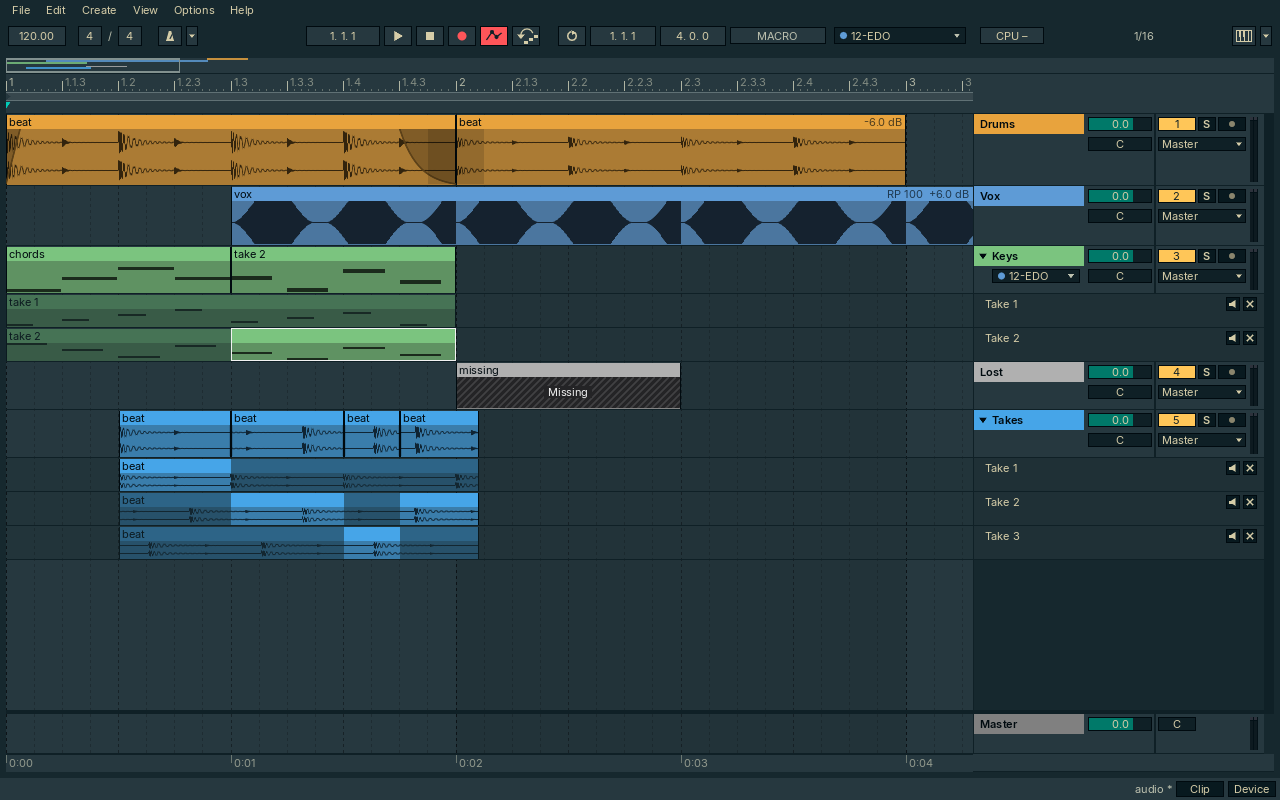 File Edit Create View Options Help
120.00 4 / 4 1. 1. 1 1. 1. 1 4. 0. 0 MACRO 12-EDO CPU – 1/16
1 1.1.3 1.2 1.2.3 1.3 1.3.3 1.4 1.4.3 2 2.1.3 2.2 2.2.3 2.3 2.3.3 2.4 2.4.3 3 3
beat beat -6.0 dB Drums 0.0 1 S
C Master
vox RP 100 +6.0 dB Vox 0.0 2 S
C Master
chords take 2 Keys 0.0 3 S
12-EDO C Master
take 1 Take 1
take 2 Take 2
missing Lost 0.0 4 S
Missing C Master
beat beat beat beat Takes 0.0 5 S
C Master
beat Take 1
beat Take 2
beat Take 3
Master 0.0 C
0:00 0:01 0:02 0:03 0:04
audio * Clip Device